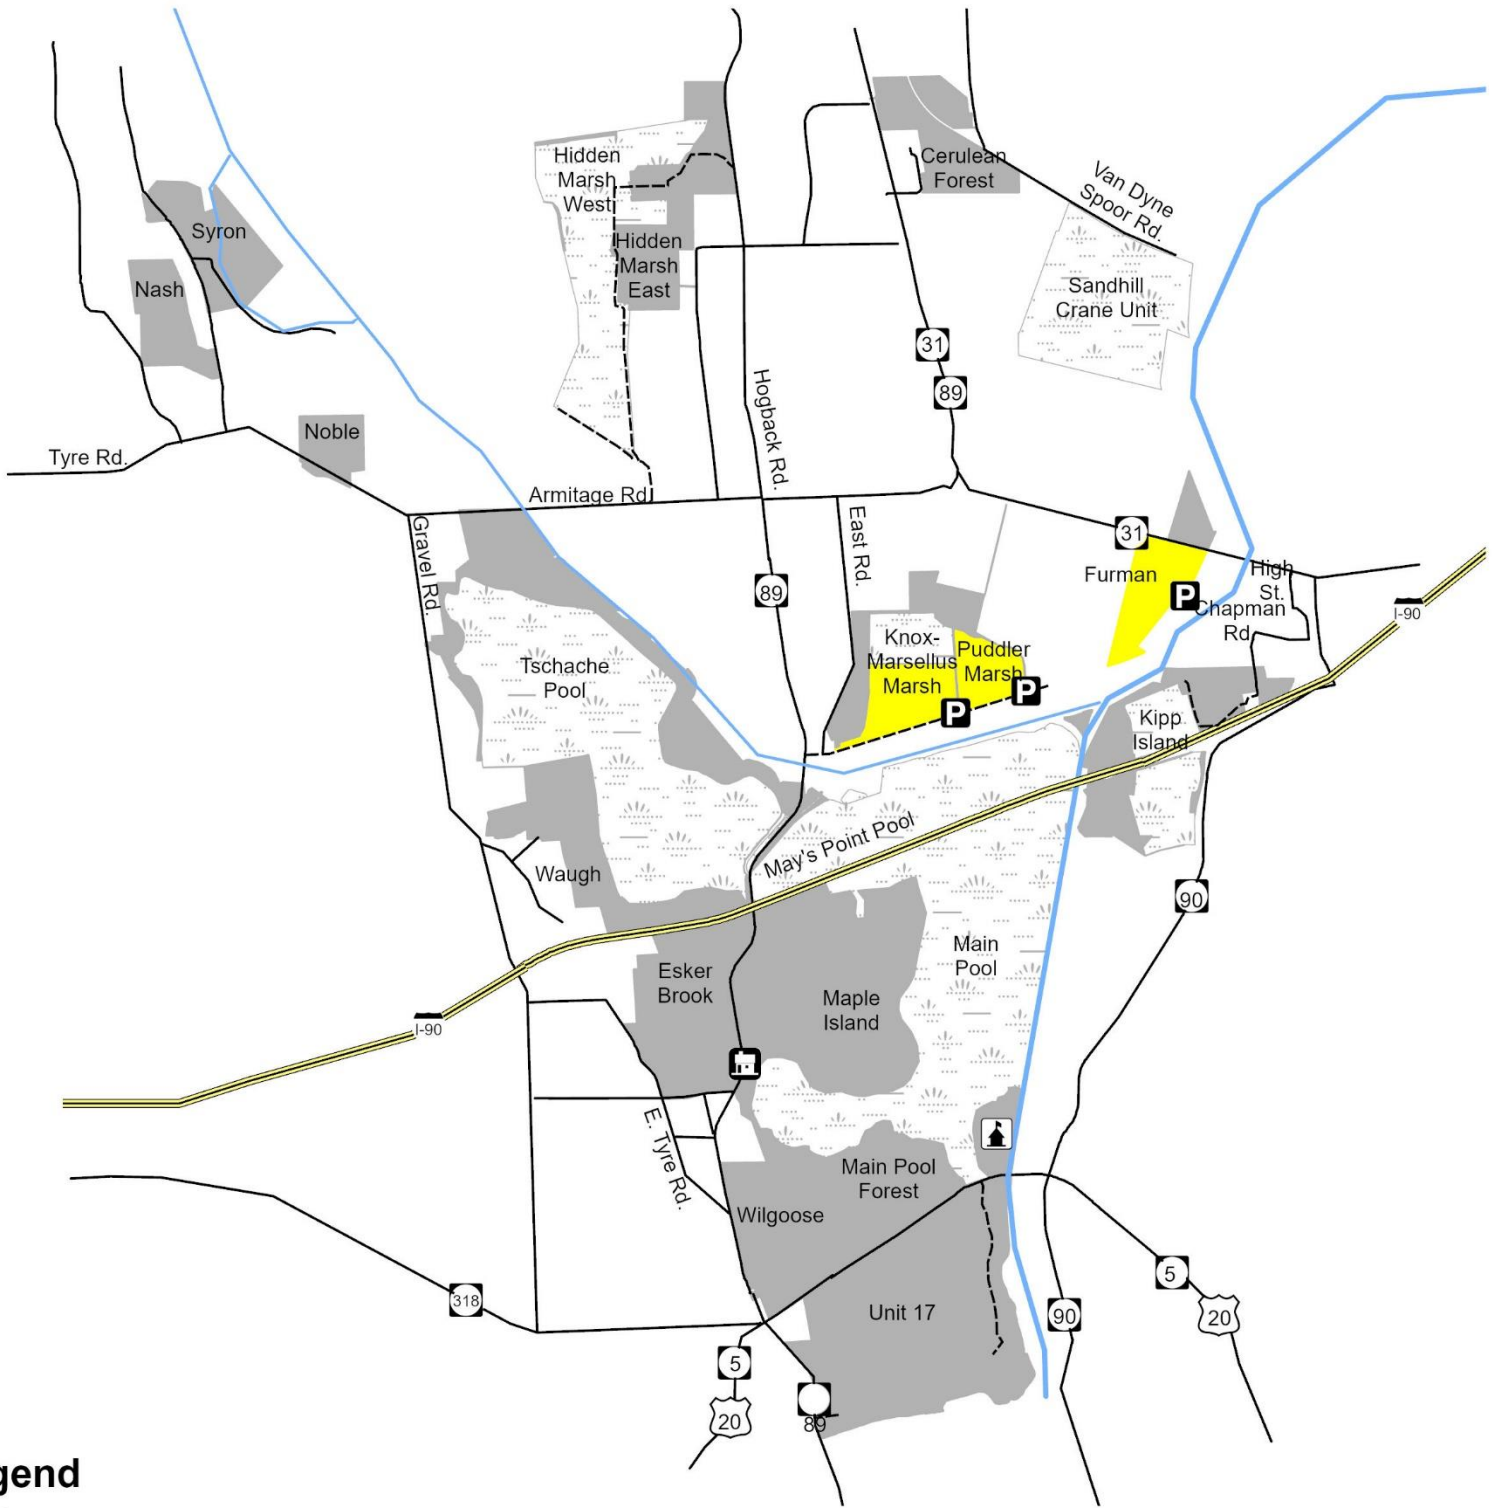 Hidden
Marsh
West
Cerulean
Forest
Van Dyne
Spoor Rd.
Syron
Hidden
Marsh
East
Nash
Sandhill
Crane Unit
31
89
Hogback Rd.
Noble
Tyre Rd.
Armitage Rd.
Gravel Rd.
East Rd.
31
89
Furman
High
St.
P
Chapman
Rd.
I-90
Knox-
Marsellus
Marsh
Puddler
Marsh
P
P
Tschache
Pool
Kipp
Island
May's Point Pool
Waugh
90
Main
Pool
Esker
Brook
Maple
Island
I-90
E. Tyre Rd.
Main Pool
Forest
Wilgoose
318
Unit 17
5
20
90
5
20
89
gend